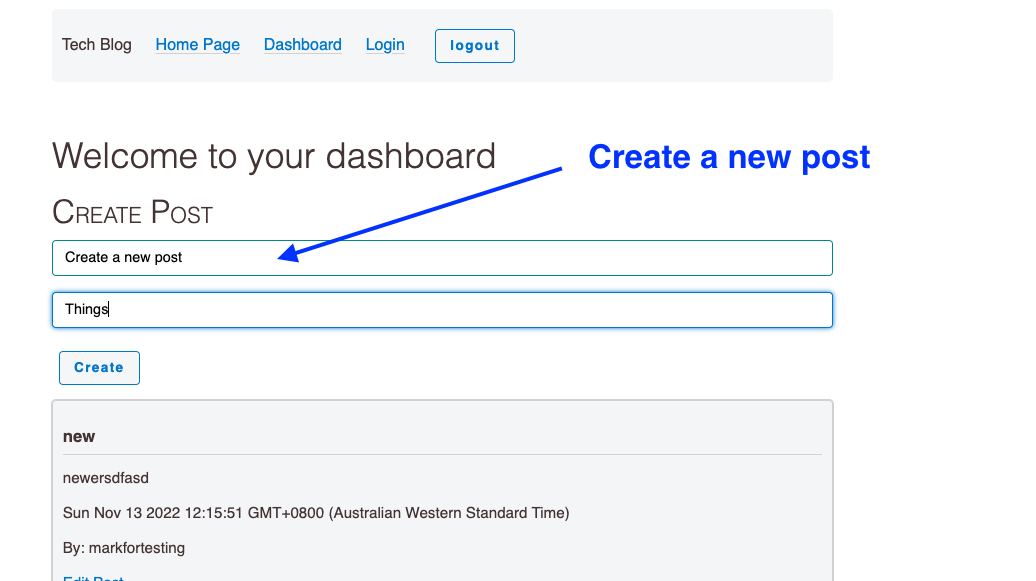 Tech Blog Home Page Dashboard Login logout
Welcome to your dashboard
Create a new post
Create Post
Create a new post
Things
Create
new
newersdfasd
Sun Nov 13 2022 12:15:51 GMT+0800 (Australian Western Standard Time)
By: markfortesting
Edit Post